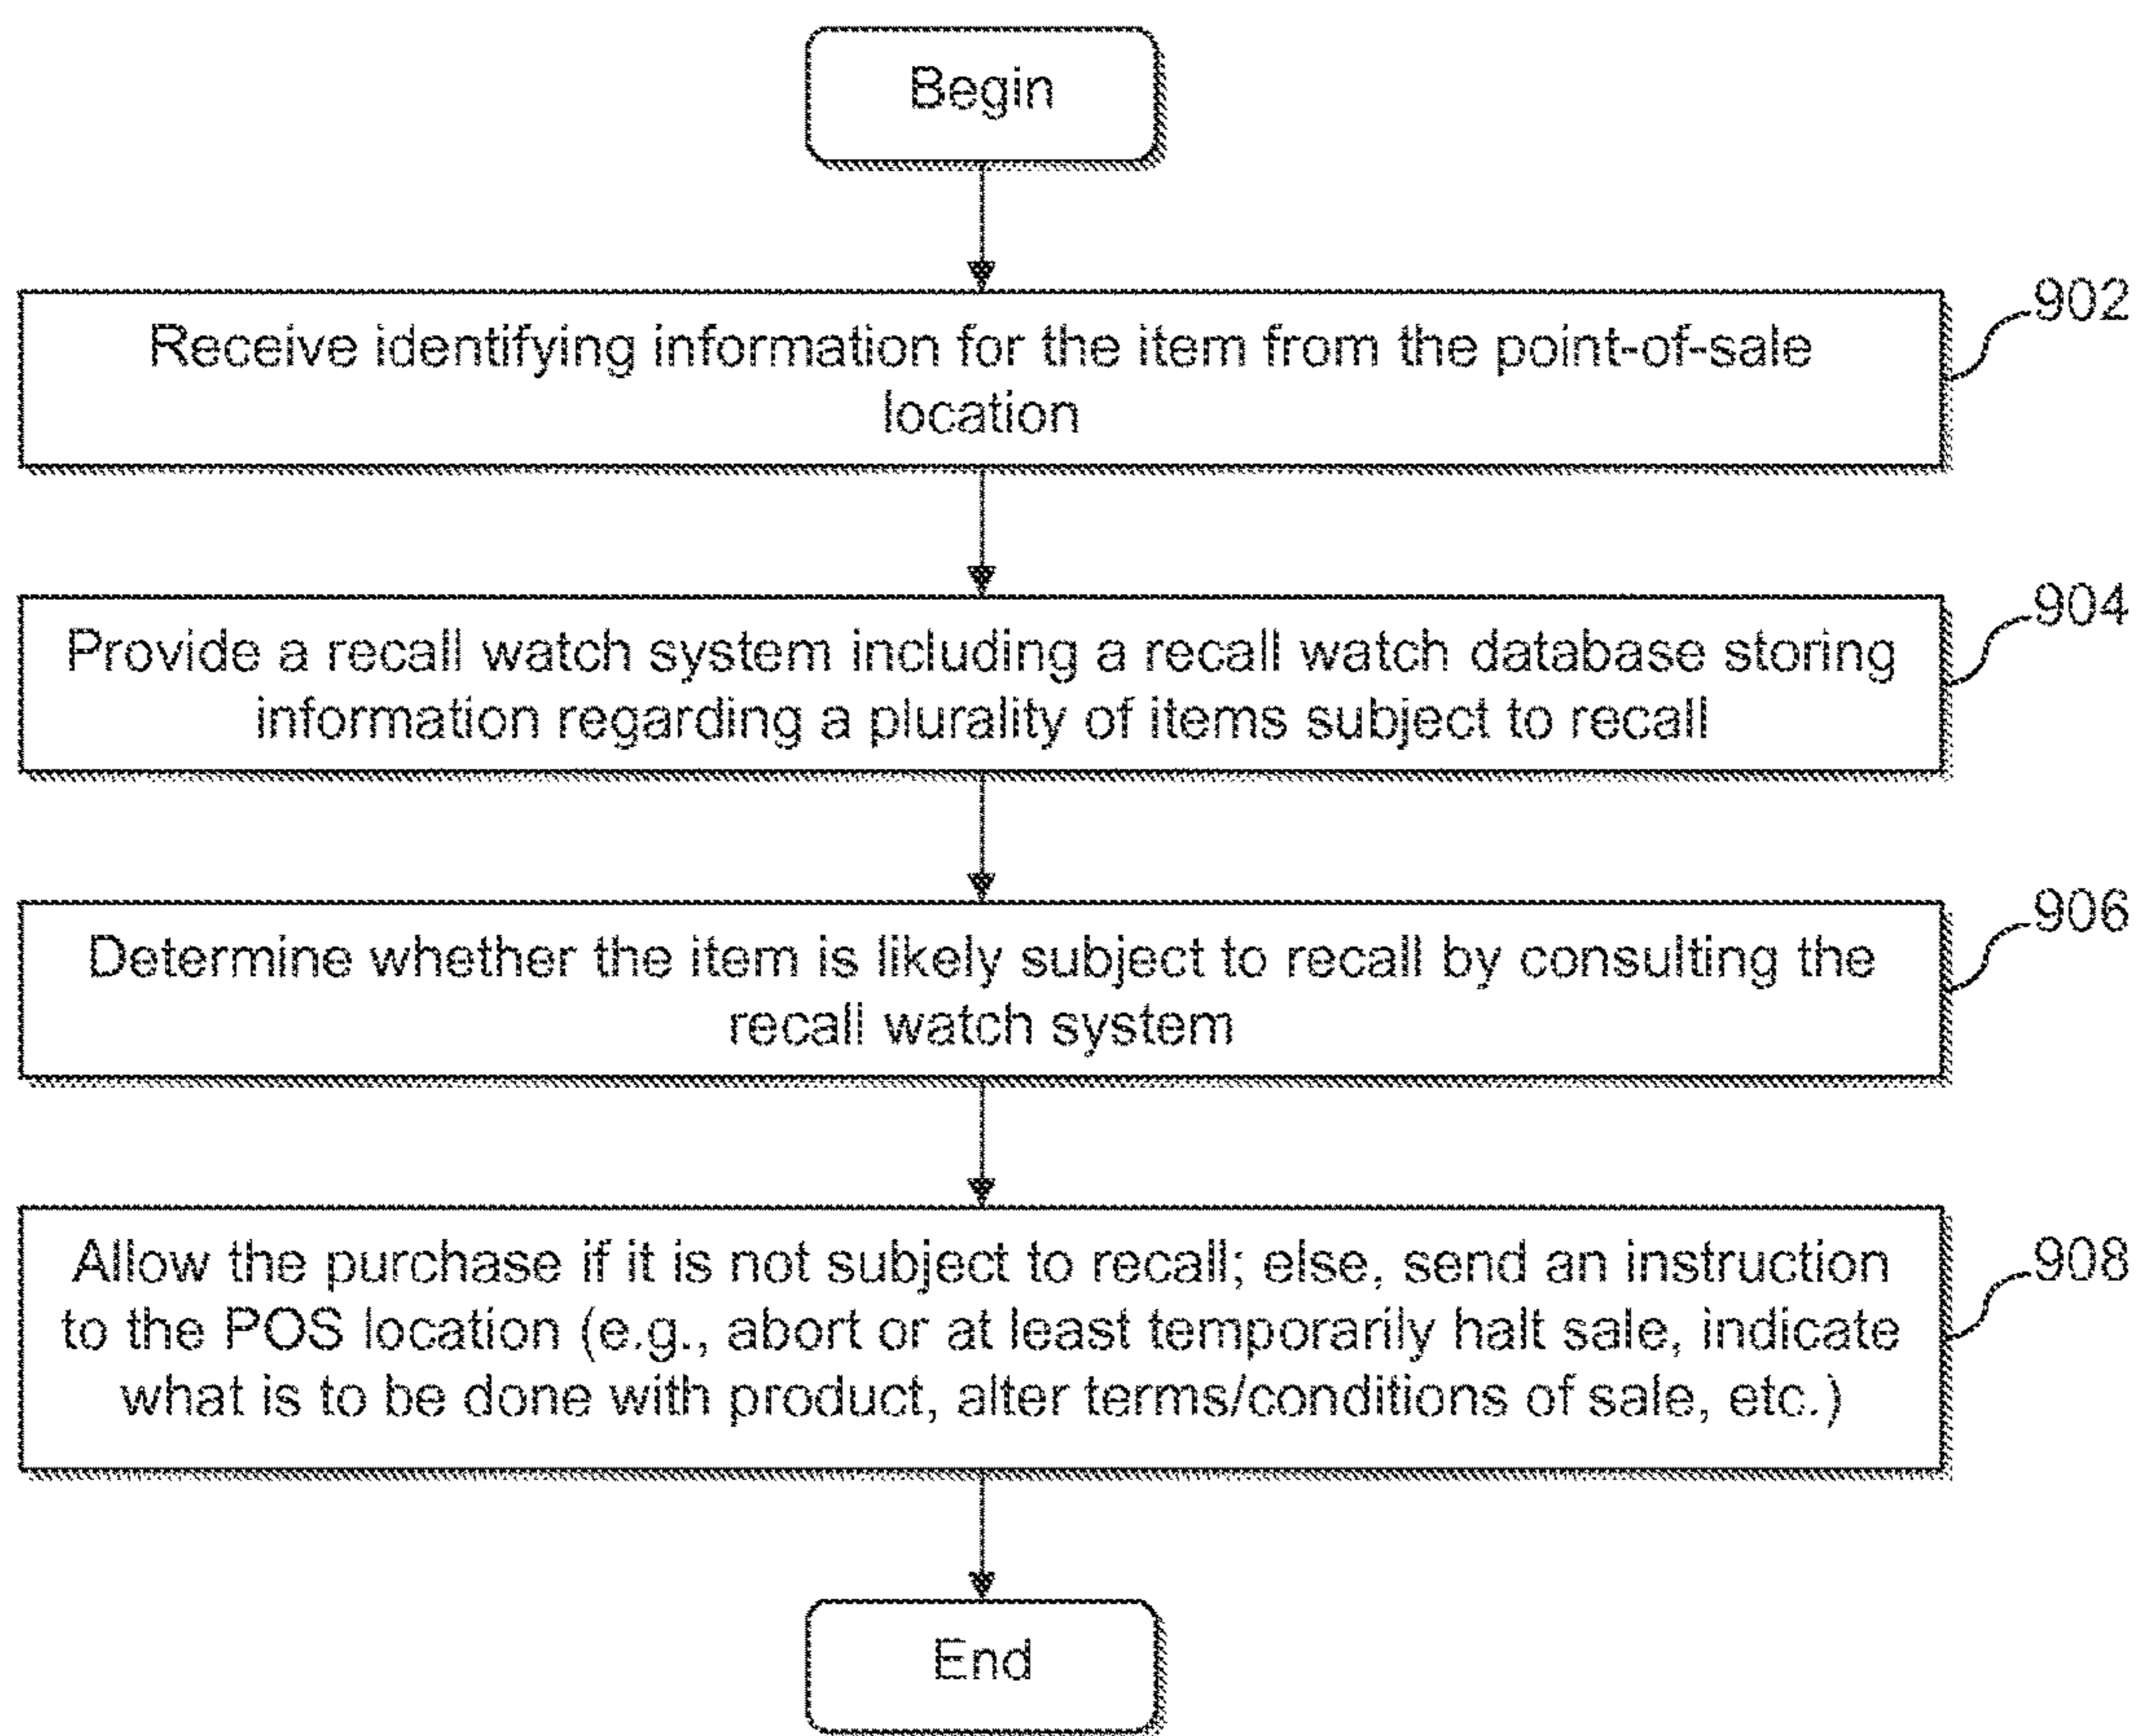 Begin
Receive identifying information for the item from the point-of-sale
location
902
Provide a recall watch system including a recall watch database storing
information regarding a plurality of items subject to recall
904
Determine whether the item is likely subject to recall by consulting the
recall watch system
906
Allow the purchase if it is not subject to recall; else, send an instruction
to the POS location (e.g., abort or at least temporarily halt sale, indicate
what is to be done with product, alter terms/conditions of sale, etc.)
908
End